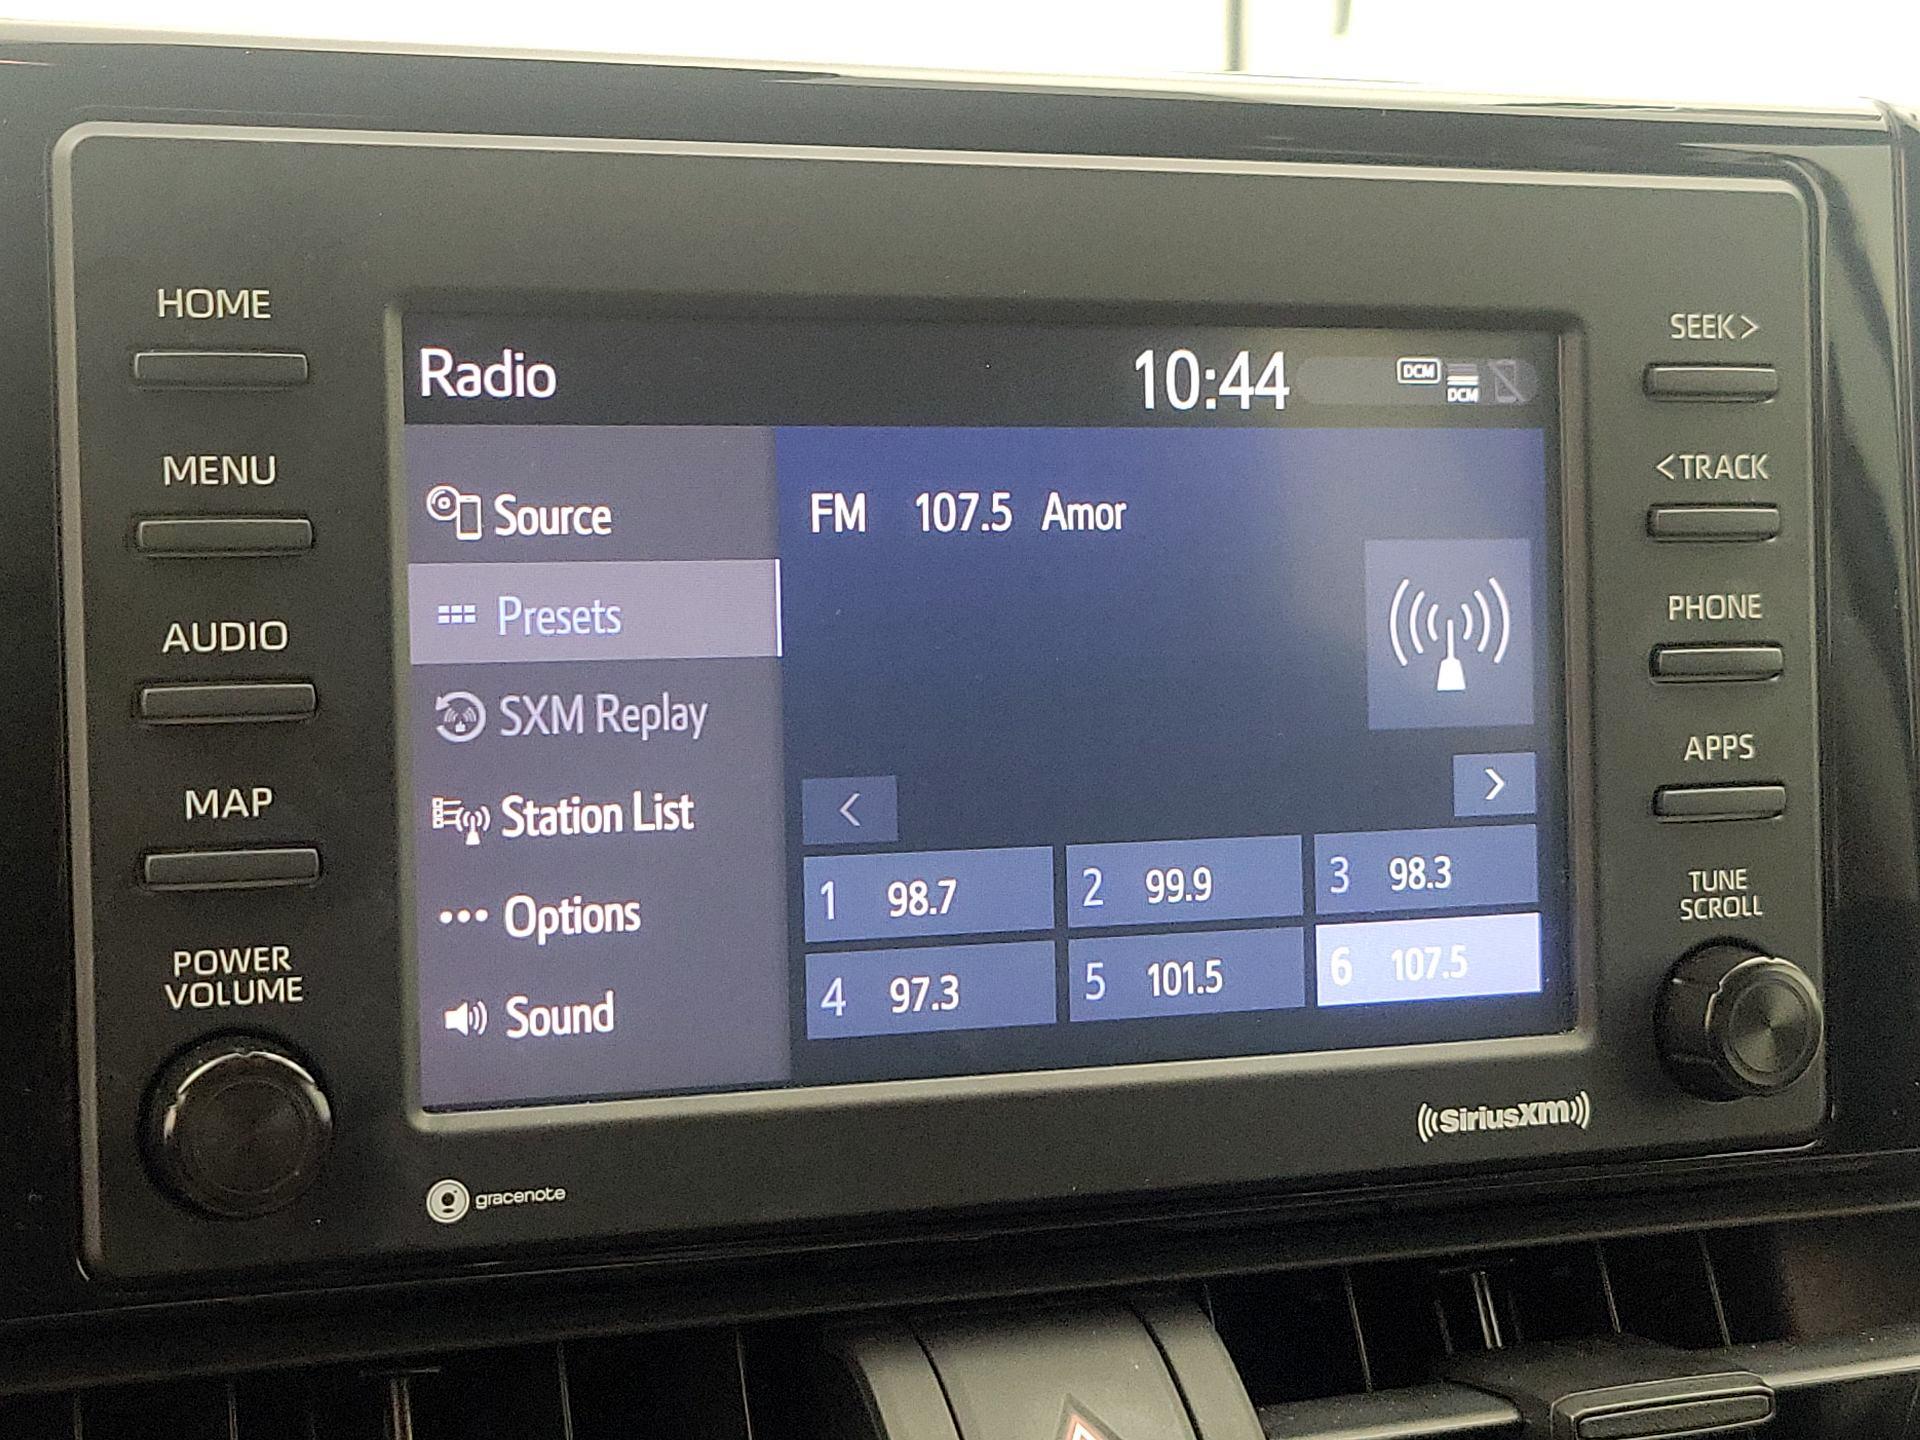 HOME
MENU
AUDIO
MAP
POWER
VOLUME
Radio
10:44
DCM
DCM
Source
Presets
SXM Replay
Station List
Options
Sound
FM 107.5 Amor
<
>
1 98.7
2 99.9
3 98.3
4 97.3
5 101.5
6 107.5
SEEK>
<TRACK
PHONE
APPS
TUNE
SCROLL
gracenote
((SiriusXM))